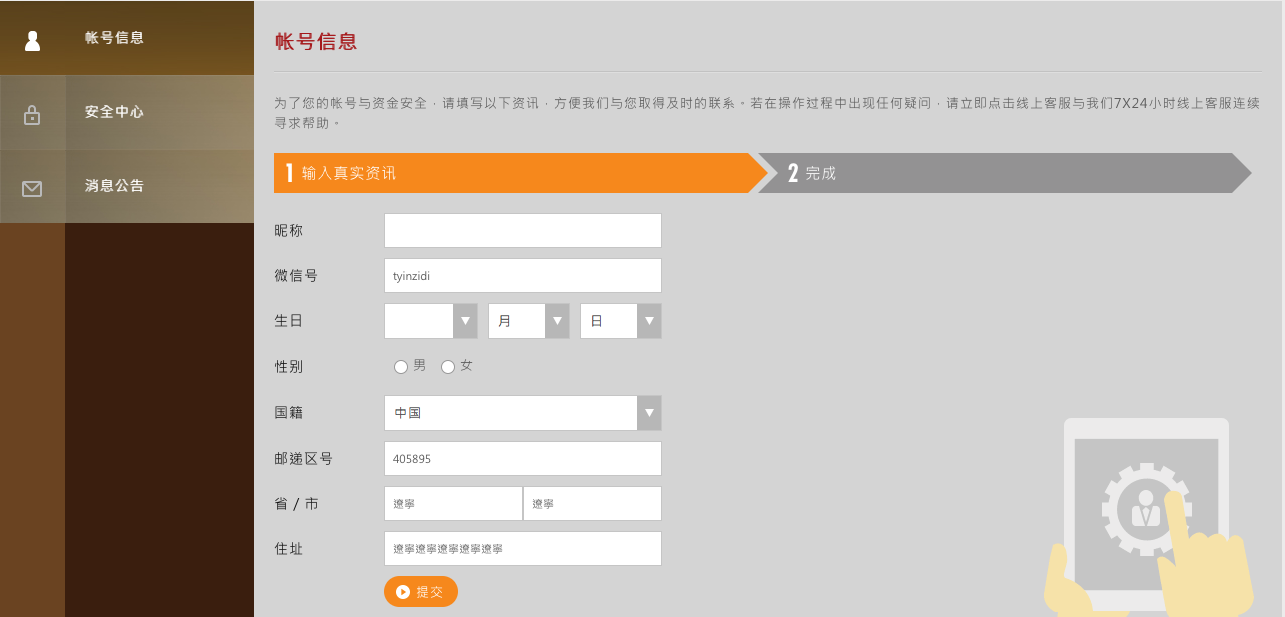 帐号信息
安全中心
消息公告
帐号信息
为了您的帐号与资金安全，请填写以下资讯，方便我们与您取得及时的联系。若在操作过程中出现任何疑问，请立即点击线上客服与我们7X24小时线上客服连续
寻求帮助。
1 输入真实资讯
2 完成
昵称
微信号 tyinzidi
生日 月 日
性别 男 女
国籍 中国
邮递区号 405895
省 / 市 遼寧 遼寧
住址 遼寧遼寧遼寧遼寧遼寧
提交